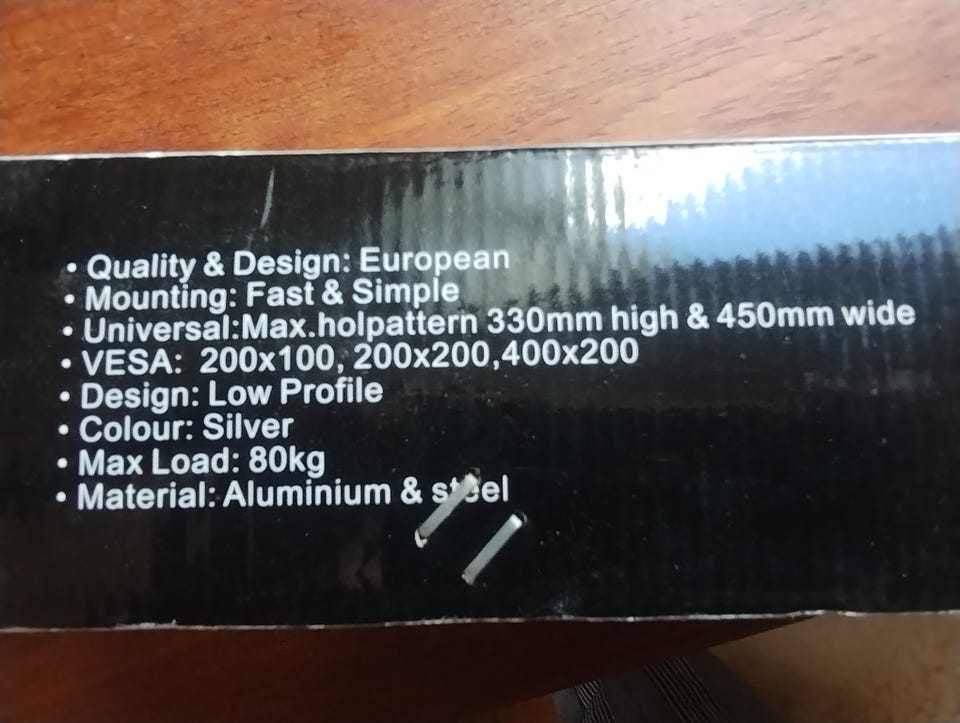 • Quality & Design: European
• Mounting: Fast & Simple
• Universal:Max.holpattern 330mm high & 450mm wide
• VESA: 200x100, 200x200,400x200
• Design: Low Profile
• Colour: Silver
• Max Load: 80kg
• Material: Aluminium & steel